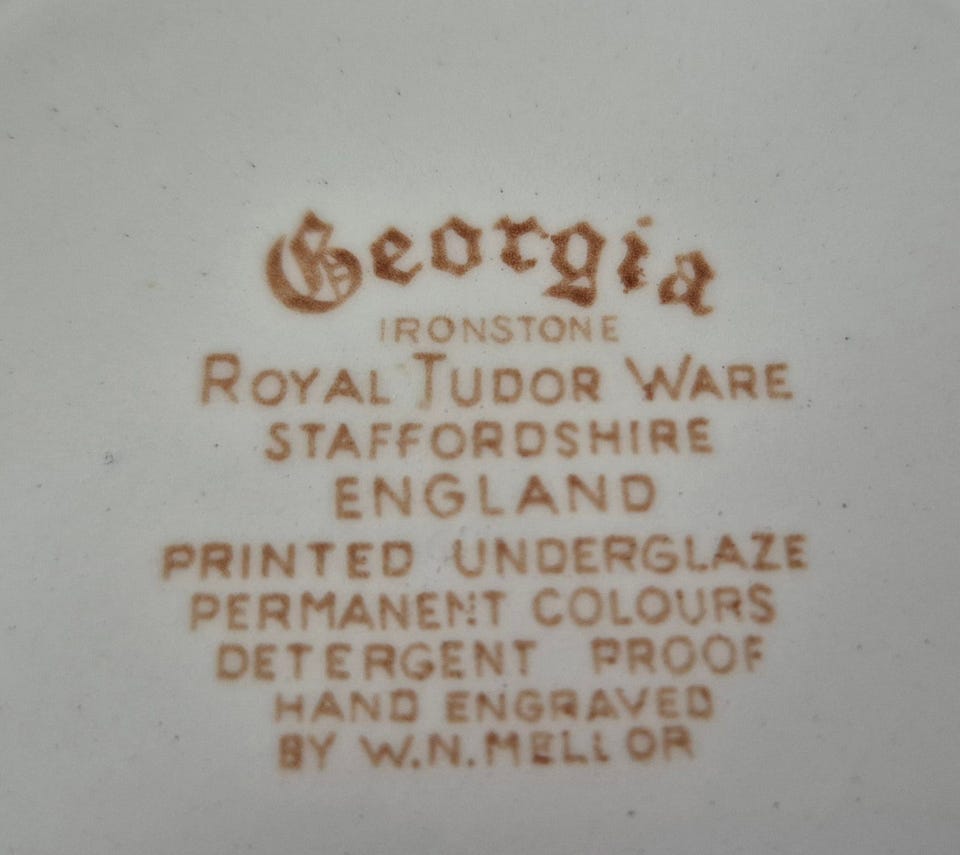 Georgia
IRONSTONE
ROYAL TUDOR WARE
STAFFORDSHIRE
ENGLAND
PRINTED UNDERGLAZE
PERMANENT COLOURS
DETERGENT PROOF
HAND ENGRAVED
BY W.N.MELLOR